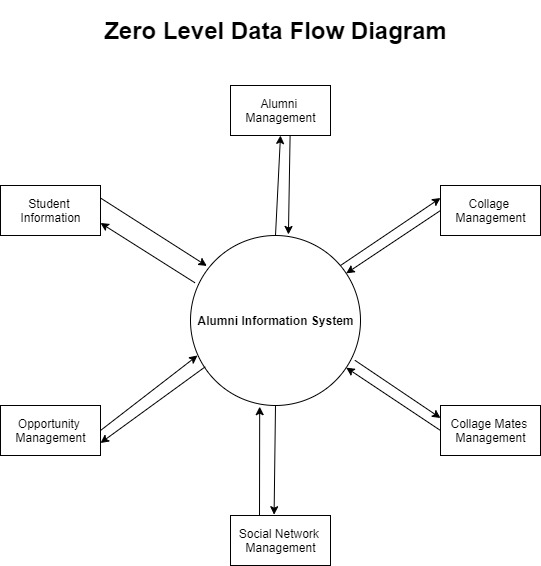 Zero Level Data Flow Diagram
Alumni
Management
Student
Information
Collage
Management
Alumni Information System
Opportunity
Management
Collage Mates
Management
Social Network
Management